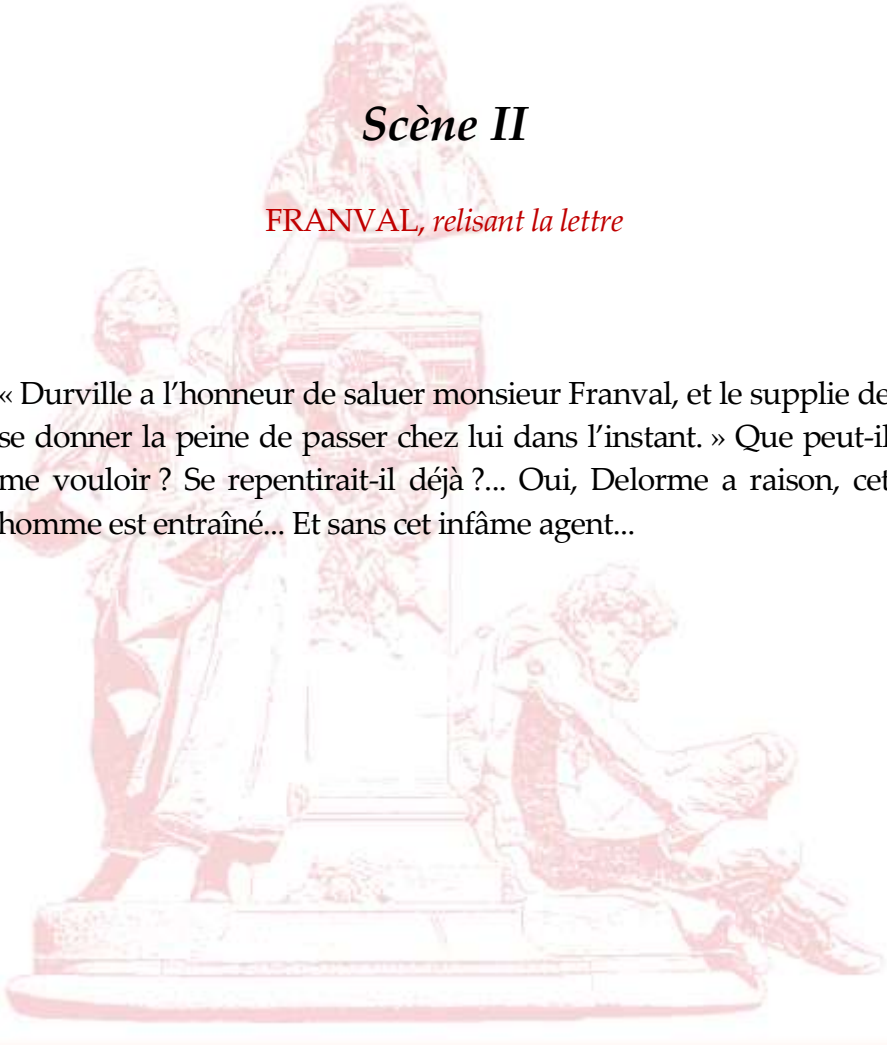 Scène II
FRANVAL, relisant la lettre
« Durville a l’honneur de saluer monsieur Franval, et le supplie de
se donner la peine de passer chez lui dans l’instant. » Que peut-il
me vouloir ? Se repentirait-il déjà ?... Oui, Delorme a raison, cet
homme est entraîné... Et sans cet infâme agent...